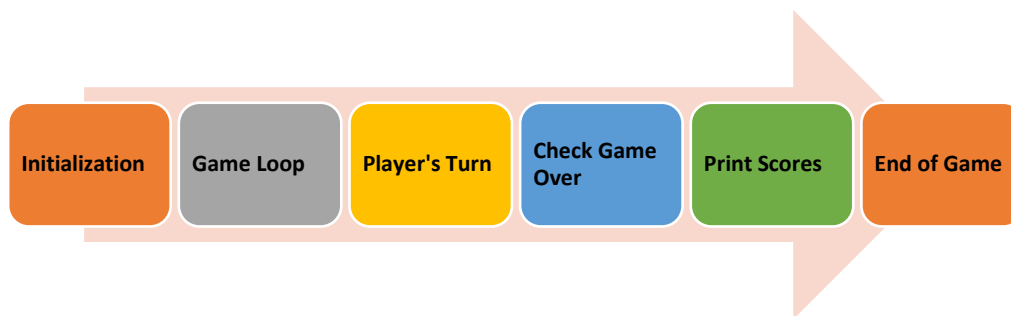 Initialization
Game Loop
Player's Turn
Check Game
Over
Print Scores
End of Game